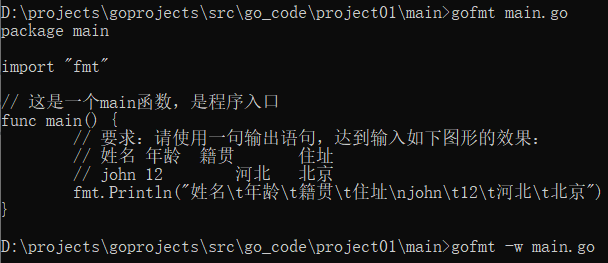 D:\projects\goprojects\src\go_code\project01\main>gofmt main.go
package main
import "fmt"
// 这是一个main函数，是程序入口
func main() {
// 要求：请使用一句输出语句，达到输入如下图形的效果：
// 姓名 年龄 籍贯 住址
// john 12 河北 北京
fmt.Println("姓名\t年龄\t籍贯\t住址\njohn\t12\t河北\t北京")
}
D:\projects\goprojects\src\go_code\project01\main>gofmt -w main.go